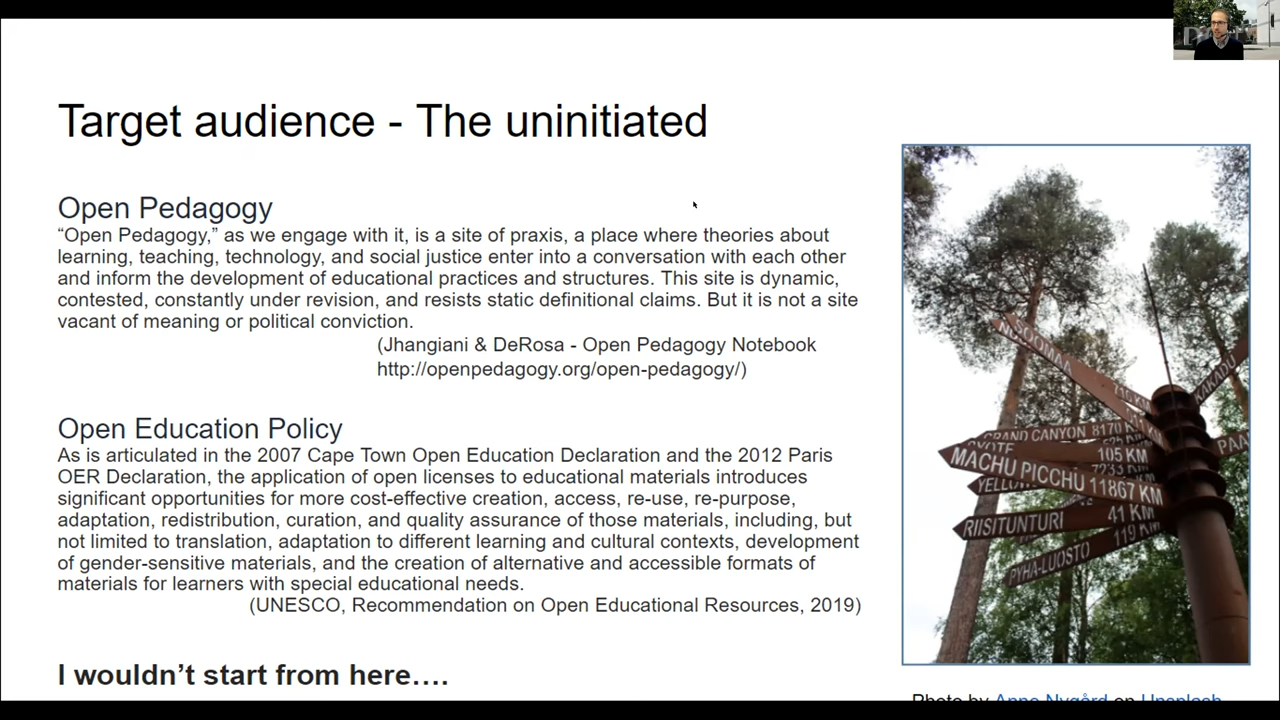 Target audience - The uninitiated
Open Pedagogy
“Open Pedagogy,” as we engage with it, is a site of praxis, a place where theories about
learning, teaching, technology, and social justice enter into a conversation with each other
and inform the development of educational practices and structures. This site is dynamic,
contested, constantly under revision, and resists static definitional claims. But it is not a site
vacant of meaning or political conviction.
(Jhangiani & DeRosa - Open Pedagogy Notebook
http://openpedagogy.org/open-pedagogy/)
Open Education Policy
As is articulated in the 2007 Cape Town Open Education Declaration and the 2012 Paris
OER Declaration, the application of open licenses to educational materials introduces
significant opportunities for more cost-effective creation, access, re-use, re-purpose,
adaptation, redistribution, curation, and quality assurance of those materials, including, but
not limited to translation, adaptation to different learning and cultural contexts, development
of gender-sensitive materials, and the creation of alternative and accessible formats of
materials for learners with special educational needs.
(UNESCO, Recommendation on Open Educational Resources, 2019)
I wouldn’t start from here….
SOOMAA 710 KM
KAKADU
GRAND CANYON 8170 KM
105 KM
PAA
MACHU PICCHU 11867 KM
41 KM
RIISITUNTURI
119 KM
PYHÄ-LUOSTO
Photo by Anne Nygård on Unsplash